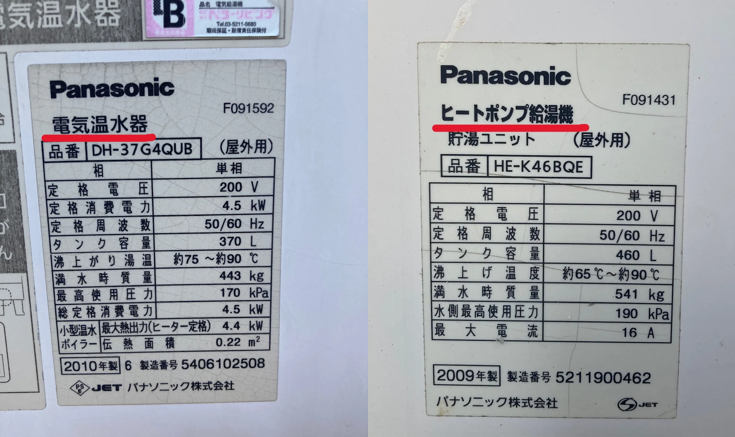 気温水器
B
品名 電気給湯機
Tel.03-5211-0680
Panasonic
F091592
電気温水器
品番 DH-37G4QUB (屋外用)
相 単相
定格電圧 200 V
定格消費電力 4.5 kW
定格周波数 50/60 Hz
タンク容量 370 L
沸上がり湯温 約75 ～約90 ℃
満水時質量 443 kg
最高使用圧力 170 kPa
総定格消費電力 4.5 kW
小型温水ボイラー 最大熱出力(ヒーター定格) 4.4 kW
伝熱面積 0.22 m²
2010年製 6 製造番号 5406102508
PS E JET パナソニック株式会社
Panasonic
F091431
ヒートポンプ給湯機
貯湯ユニット (屋外用)
品番 HE-K46BQE
相 単相
定格電圧 200 V
定格周波数 50/60 Hz
タンク容量 460 L
沸上げ温度 約65℃～約90℃
満水時質量 541 kg
水側最高使用圧力 190 kPa
最大電流 16 A
2009年製 製造番号 5211900462
パナソニック株式会社 S JET